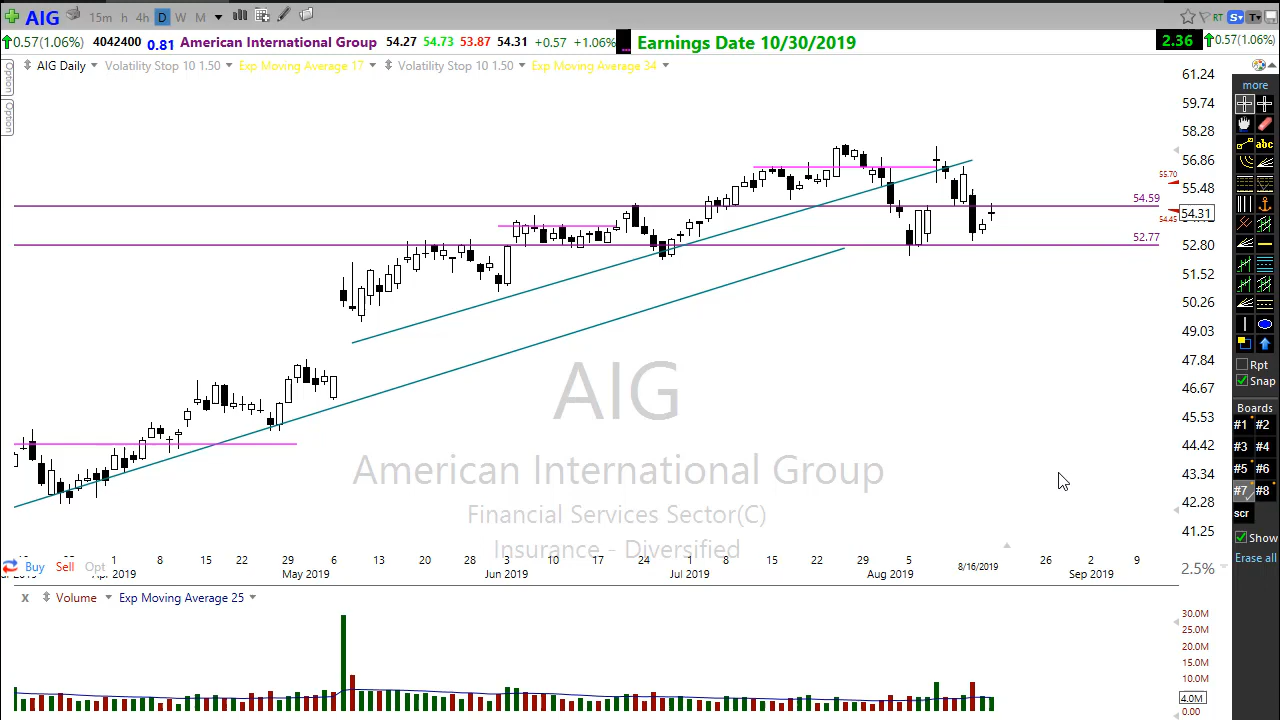 AIG 15m h 4h D W M RT S T
0.57(1.06%) 4042400 0.81 American International Group 54.27 54.73 53.87 54.31 +0.57 +1.06% Earnings Date 10/30/2019 2.36 0.57(1.06%)
AIG Daily Volatility Stop 10 1.50 Exp Moving Average 17 Volatility Stop 10 1.50 Exp Moving Average 34
Option
Option
61.24
59.74
58.28
56.86
55.70
55.48
54.59
54.31
54.45
52.77
52.80
51.52
50.26
49.03
47.84
46.67
45.53
44.42
43.34
42.28
41.25
2.5%
AIG
American International Group
Financial Services Sector(C)
Insurance - Diversified
1 8 15 22 29 6 13 20 28 3 10 17 24 1 8 15 22 29 5 8/16/2019 26 2 9
Apr 2019 May 2019 Jun 2019 Jul 2019 Aug 2019 Sep 2019
Buy Sell Opt
x Volume Exp Moving Average 25
30.0M
25.0M
20.0M
15.0M
10.0M
4.0M
0.00
more
abc
Rpt
Snap
Boards
#1 #2
#3 #4
#5 #6
#7 #8
scr
Show
Erase all